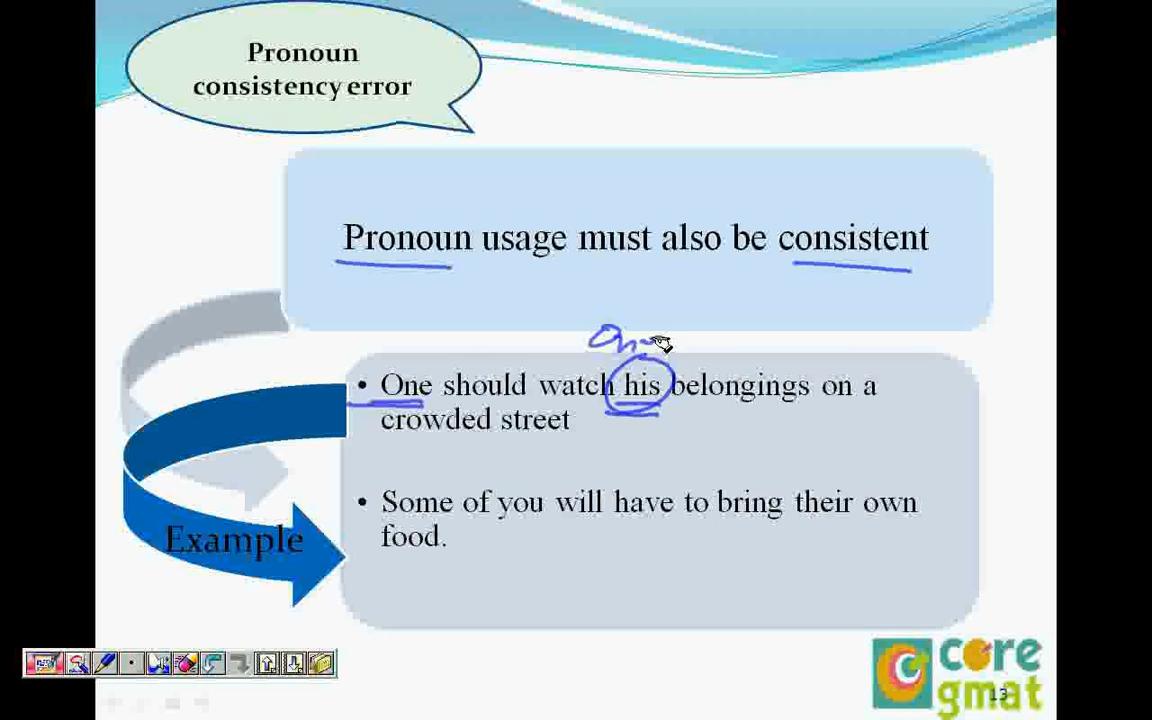 Pronoun
consistency error
Pronoun usage must also be consistent
• One should watch his belongings on a
crowded street
• Some of you will have to bring their own
food.
Example
core
gmat
13